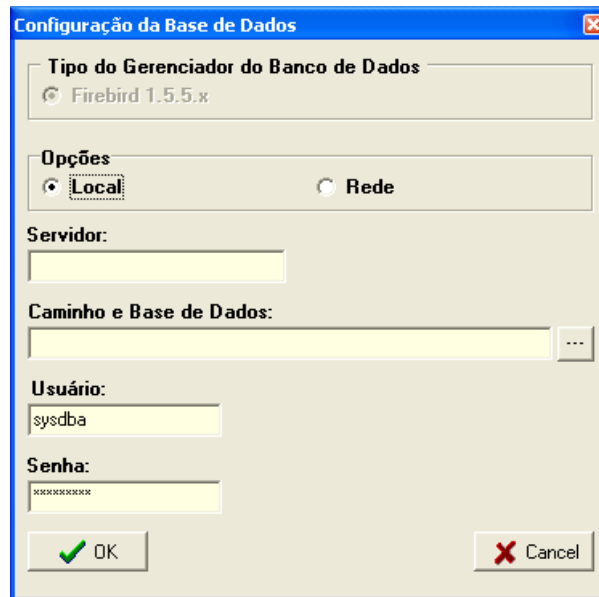 Configuração da Base de Dados
Tipo do Gerenciador do Banco de Dados
Firebird 1.5.5.x
Opções
Local Rede
Servidor:
Caminho e Base de Dados:
...
Usuário:
sysdba
Senha:
*********
OK Cancel